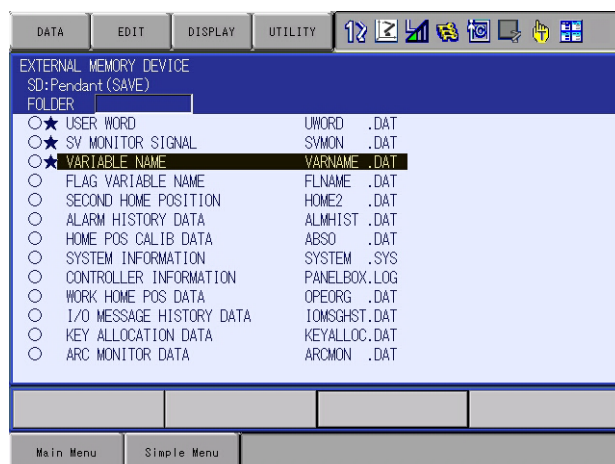 DATA EDIT DISPLAY UTILITY
EXTERNAL MEMORY DEVICE
SD:Pendant(SAVE)
FOLDER
○★ USER WORD UWORD .DAT
○★ SV MONITOR SIGNAL SVMON .DAT
○★ VARIABLE NAME VARNAME .DAT
○ FLAG VARIABLE NAME FLNAME .DAT
○ SECOND HOME POSITION HOME2 .DAT
○ ALARM HISTORY DATA ALMHIST .DAT
○ HOME POS CALIB DATA ABSO .DAT
○ SYSTEM INFORMATION SYSTEM .SYS
○ CONTROLLER INFORMATION PANELBOX.LOG
○ WORK HOME POS DATA OPEORG .DAT
○ I/O MESSAGE HISTORY DATA IOMSGHST.DAT
○ KEY ALLOCATION DATA KEYALLOC.DAT
○ ARC MONITOR DATA ARCMON .DAT
Main Menu Simple Menu